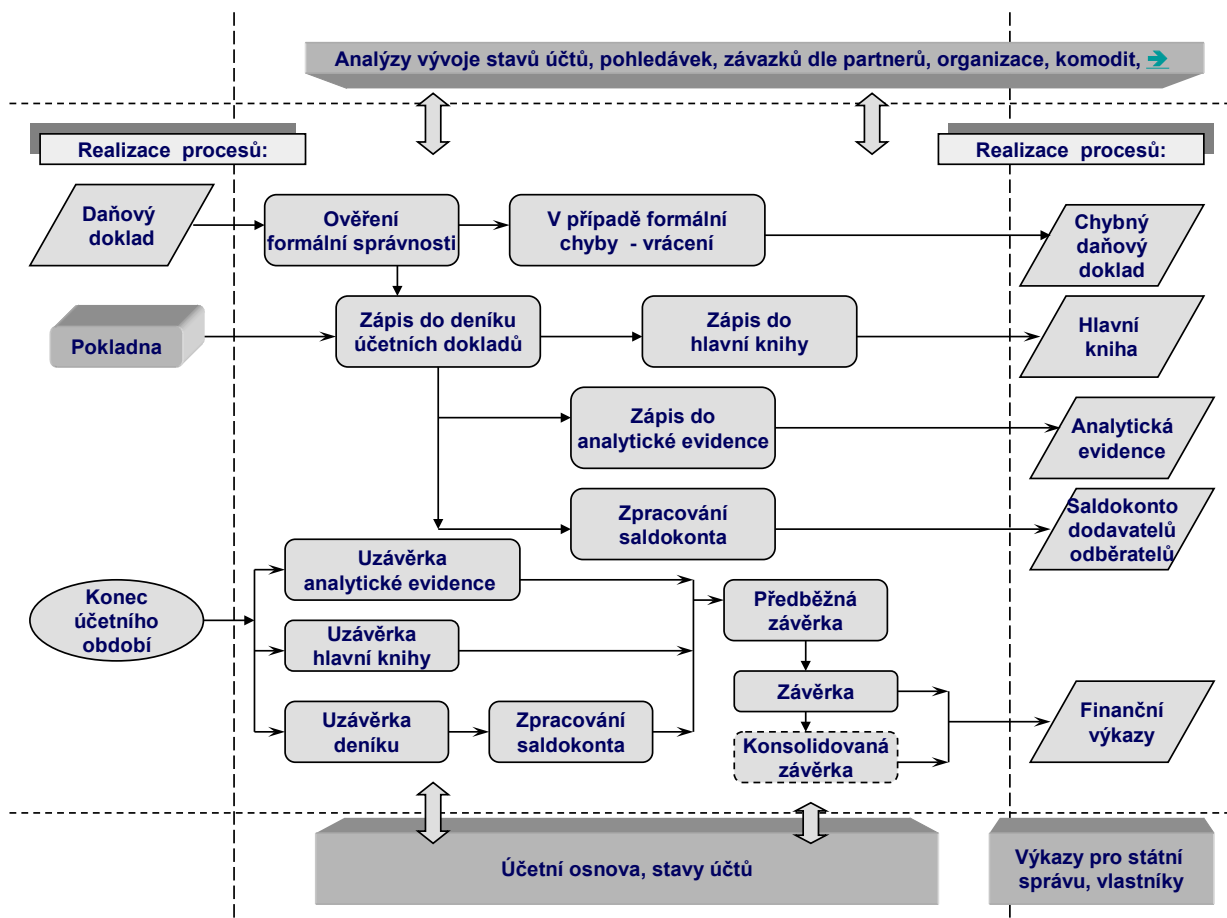 Analýzy vývoje stavů účtů, pohledávek, závazků dle partnerů, organizace, komodit, ➔
Realizace procesů:
Realizace procesů:
Daňový
doklad
Ověření
formální správnosti
V případě formální
chyby - vrácení
Chybný
daňový
doklad
Pokladna
Zápis do deníku
účetních dokladů
Zápis do
hlavní knihy
Hlavní
kniha
Zápis do
analytické evidence
Analytická
evidence
Zpracování
saldokonta
Saldokonto
dodavatelů
odběratelů
Konec
účetního
období
Uzávěrka
analytické evidence
Předběžná
závěrka
Uzávěrka
hlavní knihy
Závěrka
Uzávěrka
deníku
Zpracování
saldokonta
Konsolidovaná
závěrka
Finanční
výkazy
Účetní osnova, stavy účtů
Výkazy pro státní
správu, vlastníky